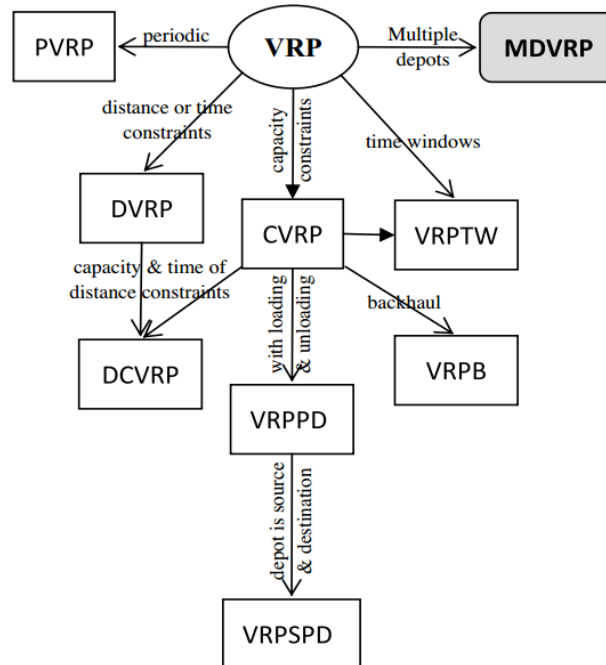 PVRP
periodic
VRP
Multiple
depots
MDVRP
distance or time
constraints
capacity
constraints
time windows
DVRP
CVRP
VRPTW
capacity & time of
distance constraints
with loading
& unloading
backhaul
DCVRP
VRPB
VRPPD
depot is source
& destination
VRPSPD